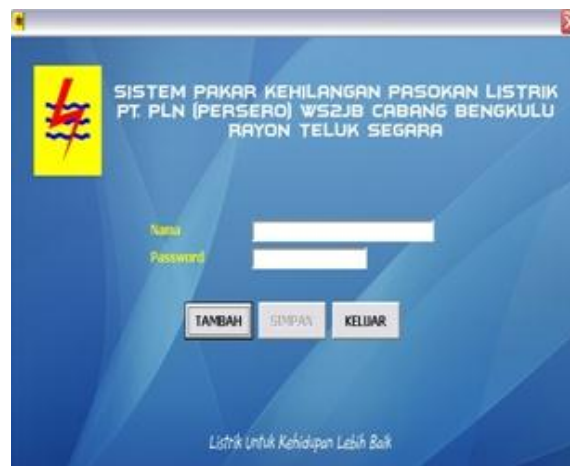 SISTEM PAKAR KEHILANGAN PASOKAN LISTRIK
PT. PLN (PERSERO) WS2JB CABANG BENGKULU
RAYON TELUK SEGARA
Nama
Password
TAMBAH SIMPAN KELUAR
Listrik Untuk Kehidupan Lebih Baik